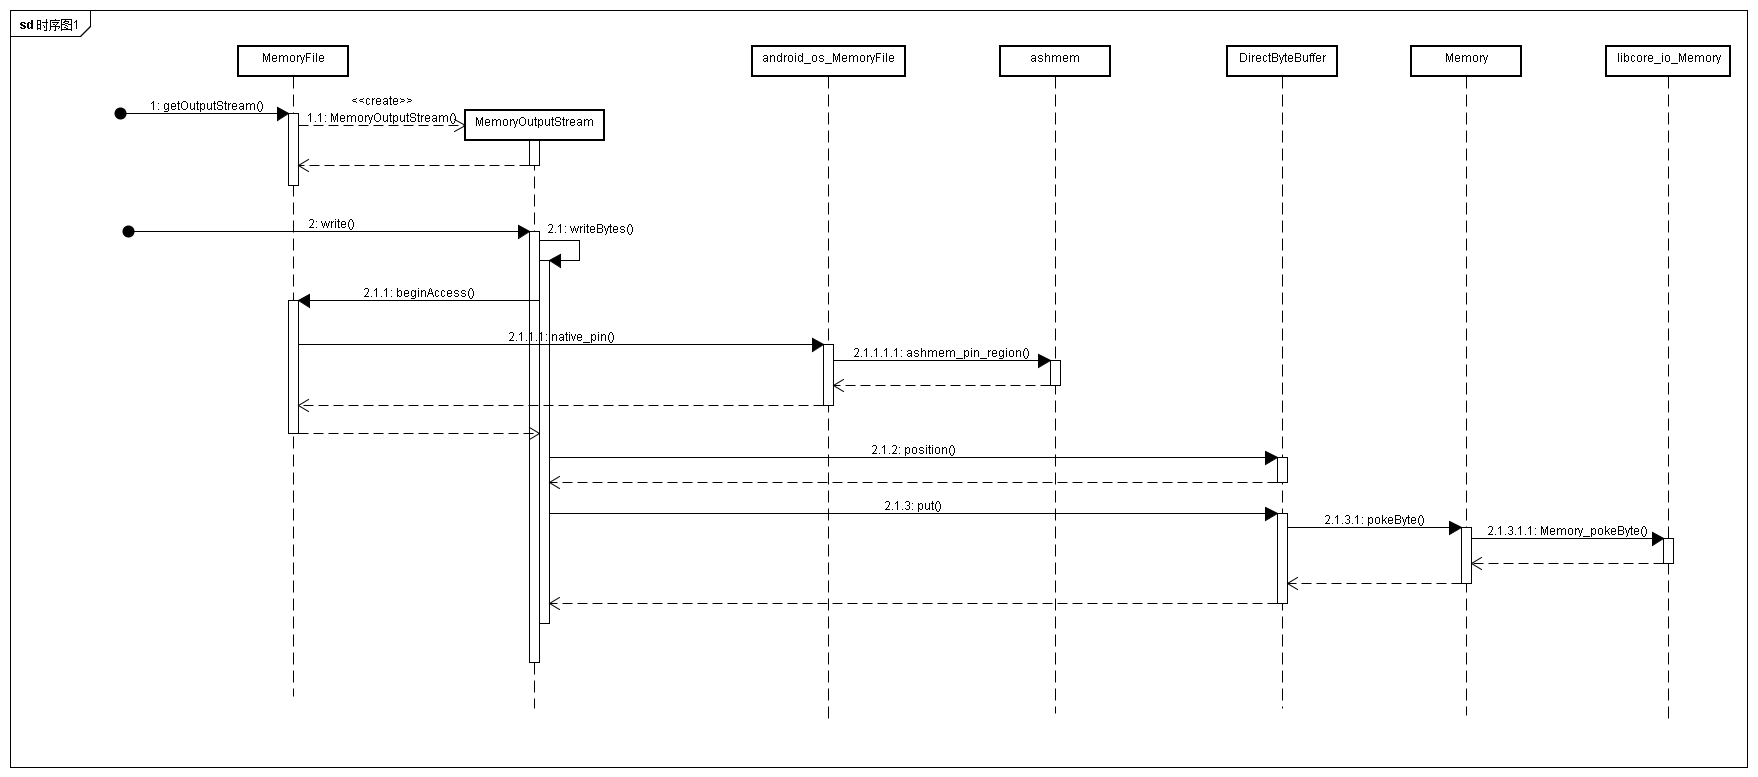 sd 时序图1
MemoryFile
android_os_MemoryFile
ashmem
DirectByteBuffer
Memory
libcore_io_Memory
1: getOutputStream()
<<create>>
1.1: MemoryOutputStream()
MemoryOutputStream
2: write()
2.1: writeBytes()
2.1.1: beginAccess()
2.1.1.1: native_pin()
2.1.1.1.1: ashmem_pin_region()
2.1.2: position()
2.1.3: put()
2.1.3.1: pokeByte()
2.1.3.1.1: Memory_pokeByte()